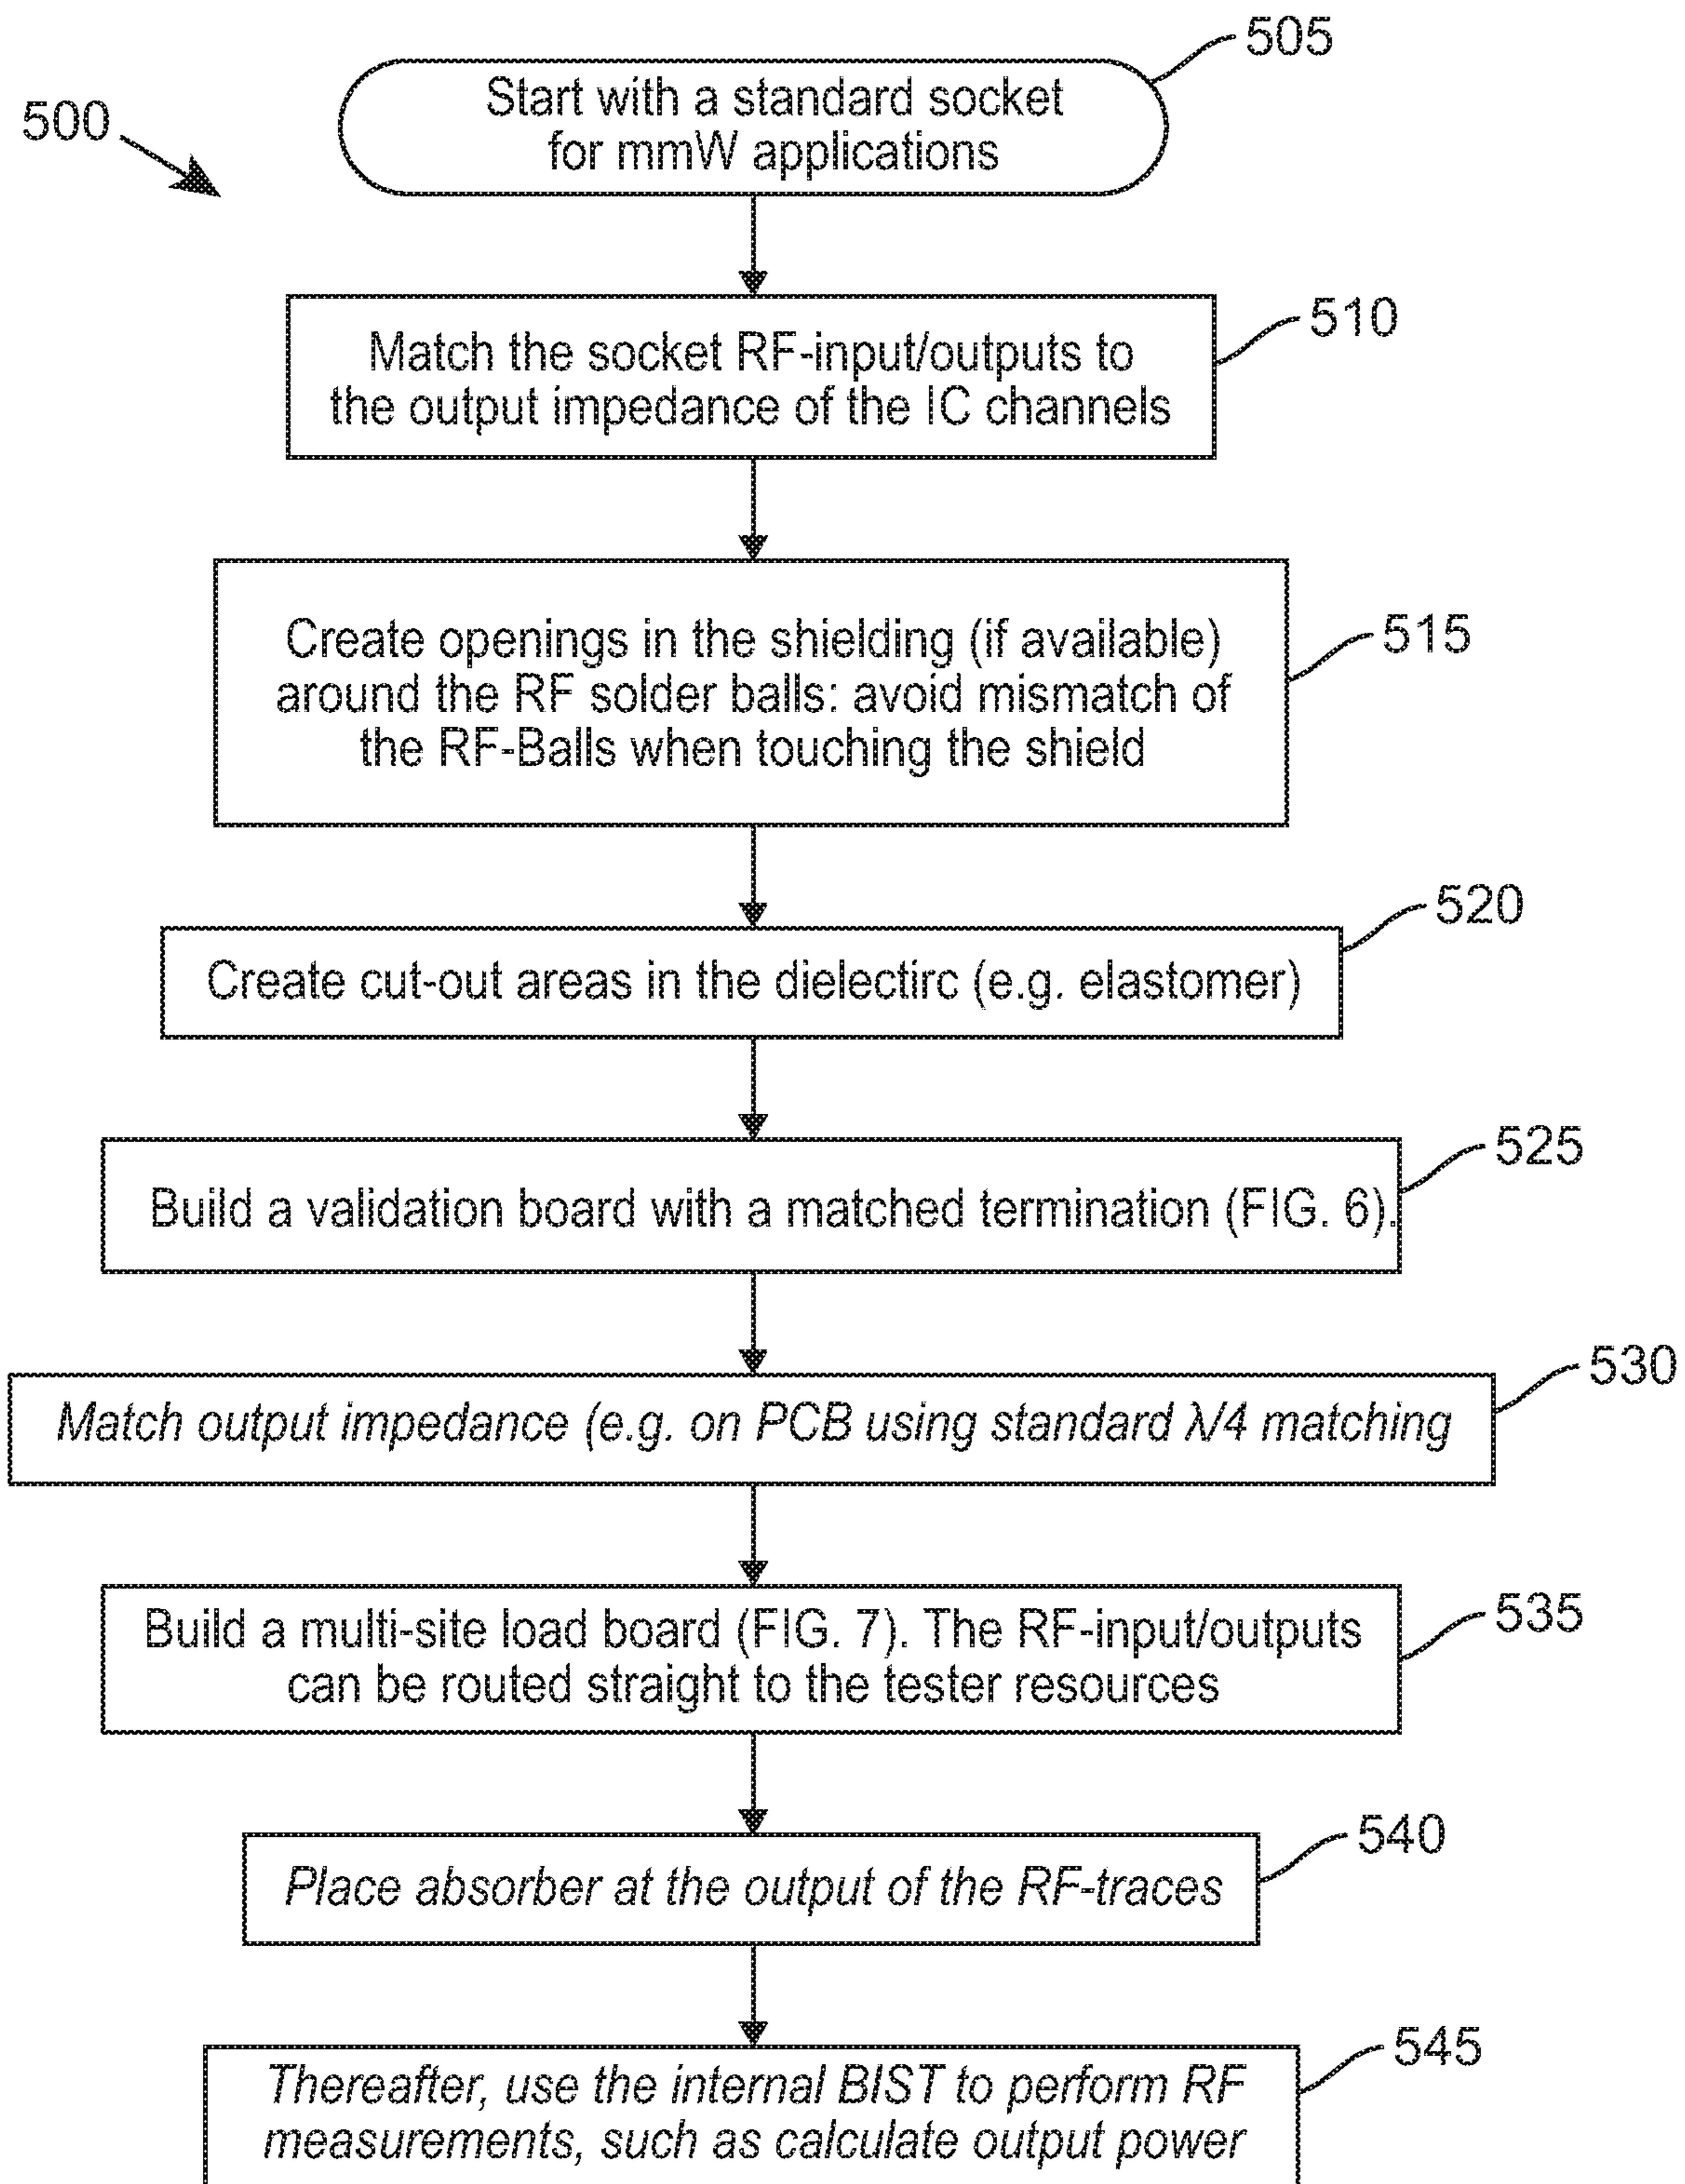 505
500
Start with a standard socket
for mmW applications
510
Match the socket RF-input/outputs to
the output impedance of the IC channels
515
Create openings in the shielding (if available)
around the RF solder balls: avoid mismatch of
the RF-Balls when touching the shield
520
Create cut-out areas in the dielectirc (e.g. elastomer)
525
Build a validation board with a matched termination (FIG. 6).
530
Match output impedance (e.g. on PCB using standard λ/4 matching
535
Build a multi-site load board (FIG. 7). The RF-input/outputs
can be routed straight to the tester resources
540
Place absorber at the output of the RF-traces
545
Thereafter, use the internal BIST to perform RF
measurements, such as calculate output power